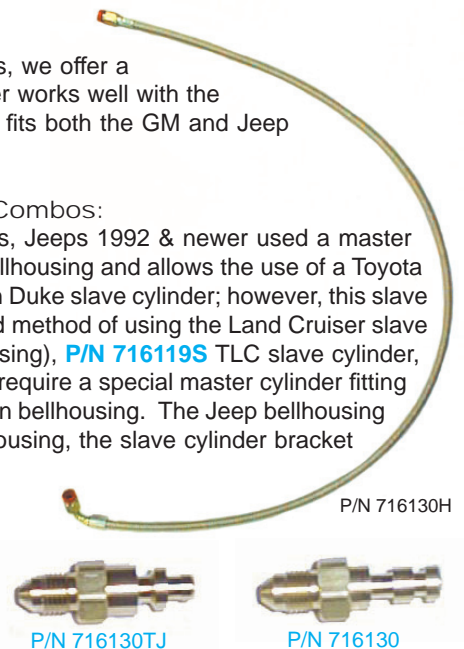 s, we offer a
er works well with the
fits both the GM and Jeep
Combos:
s, Jeeps 1992 & newer used a master
llhousing and allows the use of a Toyota
n Duke slave cylinder; however, this slave
d method of using the Land Cruiser slave
sing), P/N 716119S TLC slave cylinder,
require a special master cylinder fitting
n bellhousing. The Jeep bellhousing
ousing, the slave cylinder bracket
P/N 716130H
P/N 716130TJ
P/N 716130